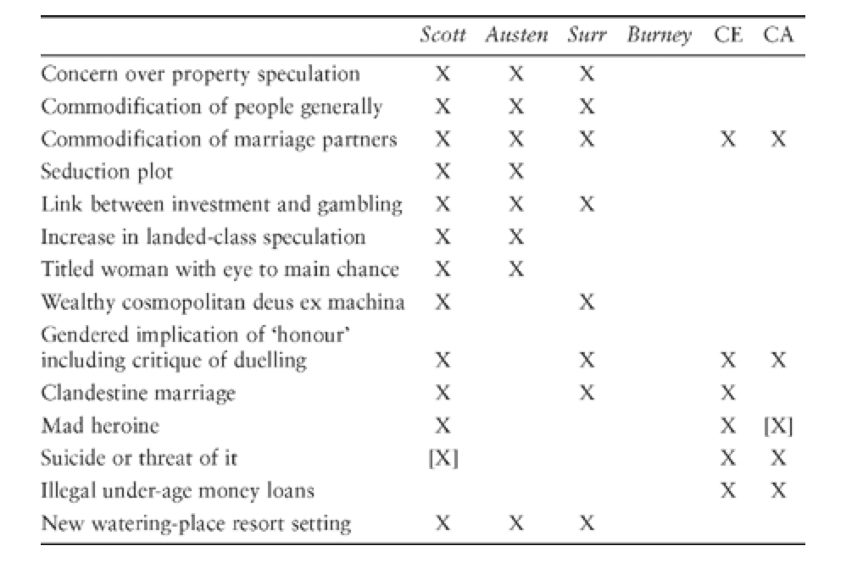 Scott Austen Surr Burney CE CA
Concern over property speculation X X X
Commodification of people generally X X X
Commodification of marriage partners X X X X X
Seduction plot X X
Link between investment and gambling X X X
Increase in landed-class speculation X X
Titled woman with eye to main chance X X
Wealthy cosmopolitan deus ex machina X X
Gendered implication of ‘honour’
including critique of duelling X X X X
Clandestine marriage X X X
Mad heroine X X [X]
Suicide or threat of it [X] X X
Illegal under-age money loans X X
New watering-place resort setting X X X